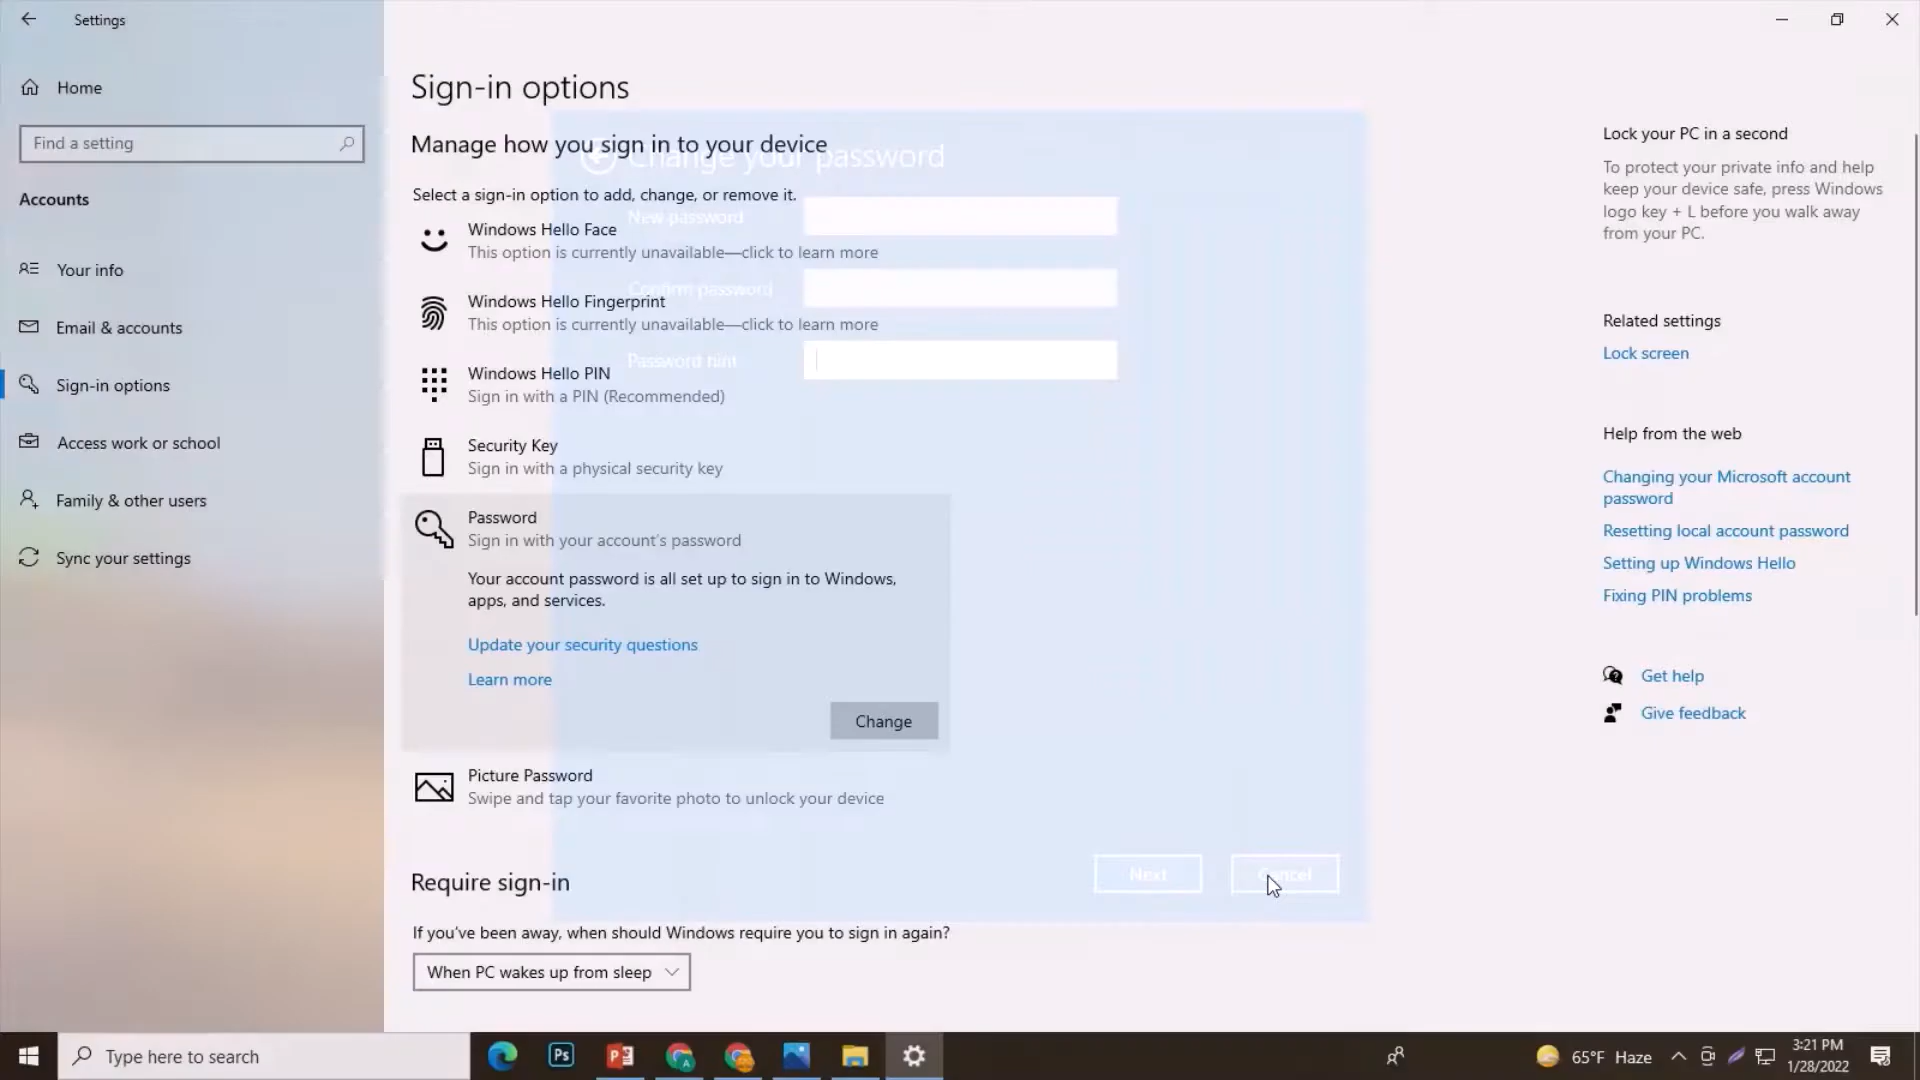 Settings
Home
Find a setting
Accounts
Your info
Email & accounts
Sign-in options
Access work or school
Family & other users
Sync your settings
Sign-in options
Manage how you sign in to your device
Change your password
Select a sign-in option to add, change, or remove it.
New password
Windows Hello Face
This option is currently unavailable—click to learn more
Confirm password
Windows Hello Fingerprint
This option is currently unavailable—click to learn more
Password hint
Windows Hello PIN
Sign in with a PIN (Recommended)
Security Key
Sign in with a physical security key
Password
Sign in with your account's password
Your account password is all set up to sign in to Windows,
apps, and services.
Update your security questions
Learn more
Change
Picture Password
Swipe and tap your favorite photo to unlock your device
Next
Cancel
Require sign-in
If you've been away, when should Windows require you to sign in again?
When PC wakes up from sleep
Lock your PC in a second
To protect your private info and help
keep your device safe, press Windows
logo key + L before you walk away
from your PC.
Related settings
Lock screen
Help from the web
Changing your Microsoft account
password
Resetting local account password
Setting up Windows Hello
Fixing PIN problems
Get help
Give feedback
Type here to search
Ps
65°F Haze
3:21 PM
1/28/2022